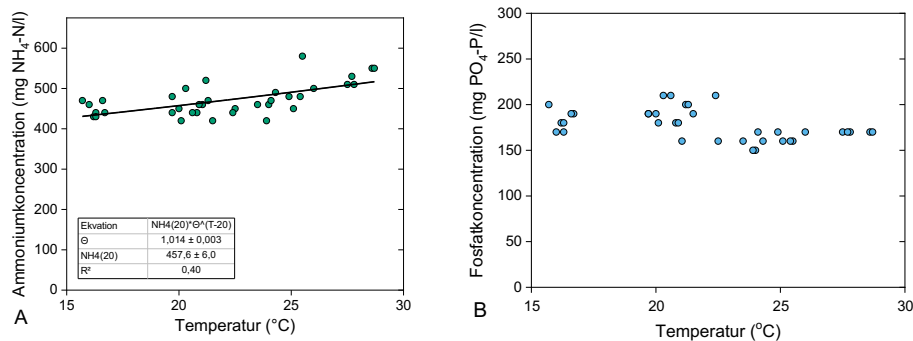 Ammoniumkoncentration (mg NH₄-N/l)
600
500
400
300
200
100
0
Ekvation NH4(20)*Θ^(T-20)
Θ 1,014 ± 0,003
NH4(20) 457,6 ± 6,0
R² 0,40
15 20 25 30
Temperatur (°C)
A
Fosfatkoncentration (mg PO₄-P/l)
300
250
200
150
100
50
0
15 20 25 30
Temperatur (°C)
B